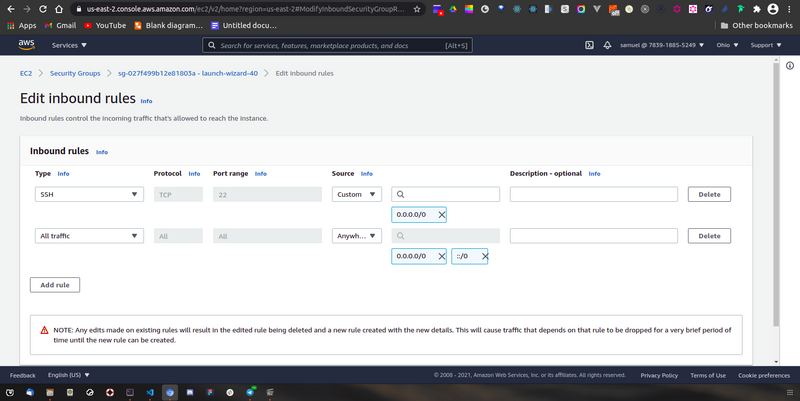 us-east-2.console.aws.amazon.com/ec2/v2/home?region=us-east-2#ModifyInboundSecurityGroupR...
Apps Gmail YouTube Blank diagram... Untitled docu... Other bookmarks
aws Services Search for services, features, marketplace products, and docs [Alt+S] samuel @ 7839-1885-5249 Ohio Support
EC2 > Security Groups > sg-027f499b12e81803a - launch-wizard-40 > Edit inbound rules
Edit inbound rules Info
Inbound rules control the incoming traffic that's allowed to reach the instance.
Inbound rules Info
Type Info Protocol Info Port range Info Source Info Description - optional Info
SSH TCP 22 Custom Delete
0.0.0.0/0
All traffic All All Anywh... Delete
0.0.0.0/0 ::/0
Add rule
NOTE: Any edits made on existing rules will result in the edited rule being deleted and a new rule created with the new details. This will cause traffic that depends on that rule to be dropped for a very brief period of
time until the new rule can be created.
Feedback English (US) © 2008 - 2021, Amazon Web Services, Inc. or its affiliates. All rights reserved. Privacy Policy Terms of Use Cookie preferences